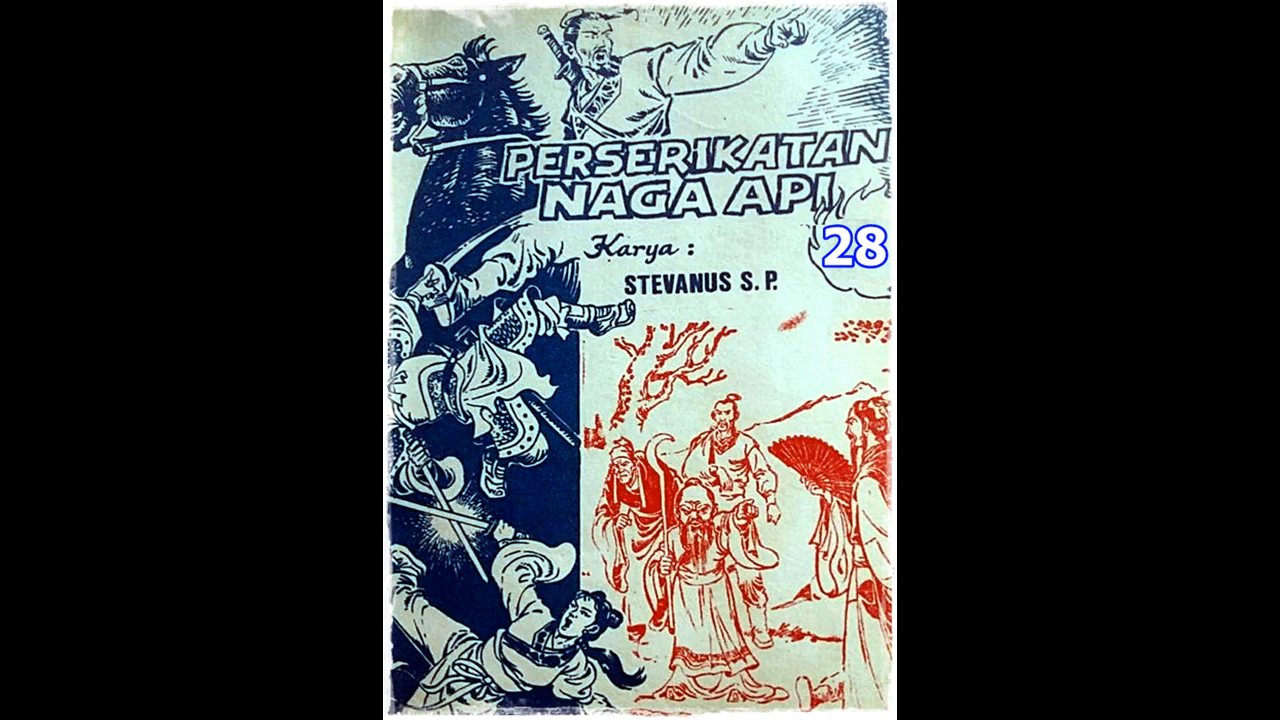 PERSERIKATAN
NAGA API
28
Karya :
STEVANUS S. P.